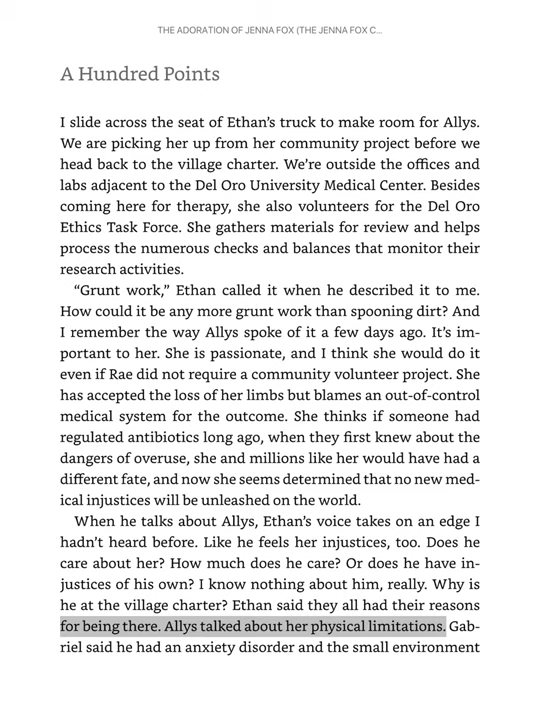 THE ADORATION OF JENNA FOX (THE JENNA FOX C...
A Hundred Points
I slide across the seat of Ethan’s truck to make room for Allys.
We are picking her up from her community project before we
head back to the village charter. We’re outside the offices and
labs adjacent to the Del Oro University Medical Center. Besides
coming here for therapy, she also volunteers for the Del Oro
Ethics Task Force. She gathers materials for review and helps
process the numerous checks and balances that monitor their
research activities.
“Grunt work,” Ethan called it when he described it to me.
How could it be any more grunt work than spooning dirt? And
I remember the way Allys spoke of it a few days ago. It’s im-
portant to her. She is passionate, and I think she would do it
even if Rae did not require a community volunteer project. She
has accepted the loss of her limbs but blames an out-of-control
medical system for the outcome. She thinks if someone had
regulated antibiotics long ago, when they first knew about the
dangers of overuse, she and millions like her would have had a
different fate, and now she seems determined that no new med-
ical injustices will be unleashed on the world.
When he talks about Allys, Ethan’s voice takes on an edge I
hadn’t heard before. Like he feels her injustices, too. Does he
care about her? How much does he care? Or does he have in-
justices of his own? I know nothing about him, really. Why is
he at the village charter? Ethan said they all had their reasons
for being there. Allys talked about her physical limitations. Gab-
riel said he had an anxiety disorder and the small environment